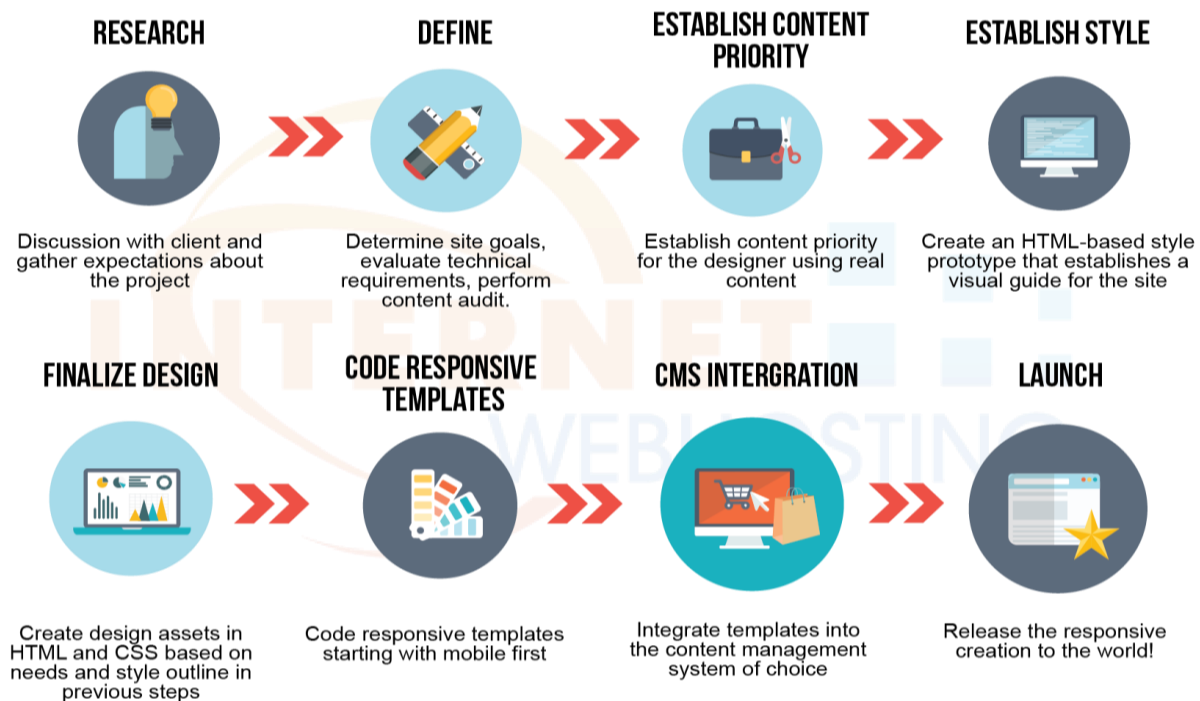 RESEARCH
DEFINE
ESTABLISH CONTENT
PRIORITY
ESTABLISH STYLE
Discussion with client and
gather expectations about
the project
Determine site goals,
evaluate technical
requirements, perform
content audit.
Establish content priority
for the designer using real
content
Create an HTML-based style
prototype that establishes a
visual guide for the site
INTERNET
WEBHOSTING
FINALIZE DESIGN
CODE RESPONSIVE
TEMPLATES
CMS INTERGRATION
LAUNCH
Create design assets in
HTML and CSS based on
needs and style outline in
previous steps
Code responsive templates
starting with mobile first
Integrate templates into
the content management
system of choice
Release the responsive
creation to the world!